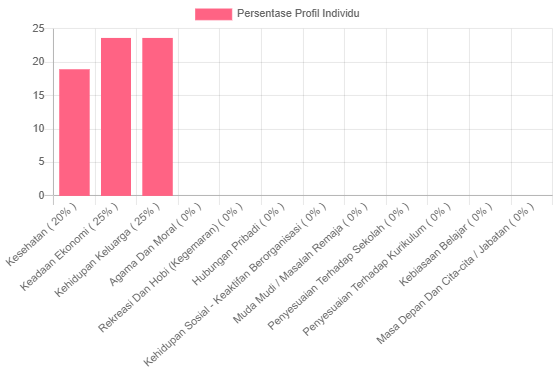 Persentase Profil Individu
25
20
15
10
5
0
Kesehatan ( 20% )
Keadaan Ekonomi ( 25% )
Kehidupan Keluarga ( 25% )
Agama Dan Moral ( 0% )
Rekreasi Dan Hobi (Kegemaran) ( 0% )
Hubungan Pribadi ( 0% )
Kehidupan Sosial - Keaktifan Berorganisasi ( 0% )
Muda Mudi / Masalah Remaja ( 0% )
Penyesuaian Terhadap Sekolah ( 0% )
Penyesuaian Terhadap Kurikulum ( 0% )
Kebiasaan Belajar ( 0% )
Masa Depan Dan Cita-cita / Jabatan ( 0% )